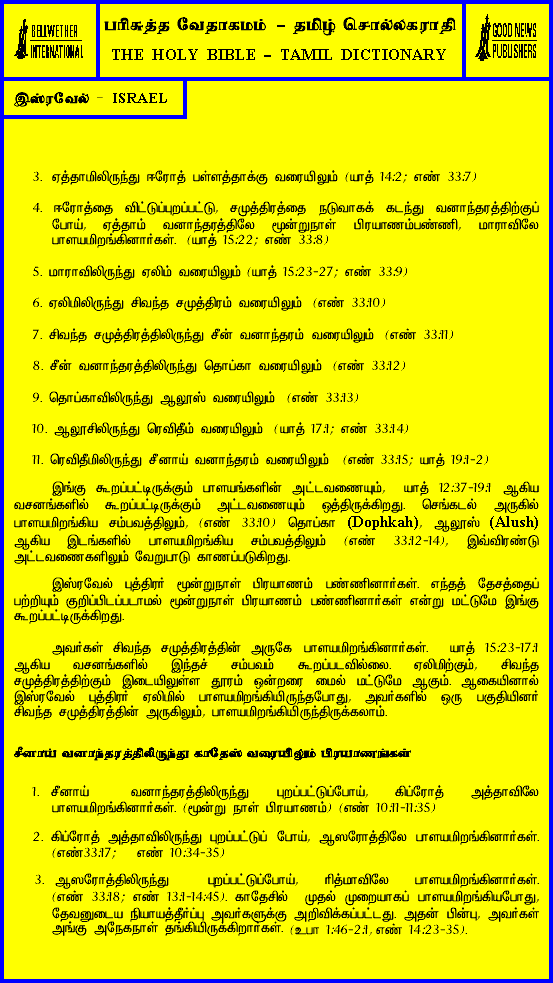 BELLWETHER
INTERNATIONAL
பரிசுத்த வேதாகமம் - தமிழ் சொல்லகராதி
THE HOLY BIBLE - TAMIL DICTIONARY
GOOD NEWS
PUBLISHERS
இஸ்ரவேல் - ISRAEL
3. ஏத்தாமிலிருந்து ஈரோத் பள்ளத்தாக்கு வரையிலும் (யாத் 14:2; எண் 33:7)
4. ஈரோத்தை விட்டுப்புறப்பட்டு, சமுத்திரத்தை நடுவாகக் கடந்து வனாந்தரத்திற்குப்
போய், ஏத்தாம் வனாந்தரத்திலே மூன்றுநாள் பிரயாணம்பண்ணி, மாராவிலே
பாளயமிறங்கினார்கள். (யாத் 15:22; எண் 33:8)
5. மாராவிலிருந்து ஏலிம் வரையிலும் (யாத் 15:23-27; எண் 33:9)
6. ஏலிமிலிருந்து சிவந்த சமுத்திரம் வரையிலும் (எண் 33:10)
7. சிவந்த சமுத்திரத்திலிருந்து சீன் வனாந்தரம் வரையிலும் (எண் 33:11)
8. சீன் வனாந்தரத்திலிருந்து தொப்கா வரையிலும் (எண் 33:12)
9. தொப்காவிலிருந்து ஆலூஸ் வரையிலும் (எண் 33:13)
10. ஆலூசிலிருந்து ரெவிதீம் வரையிலும் (யாத் 17:1; எண் 33:14)
11. ரெவிதீமிலிருந்து சீனாய் வனாந்தரம் வரையிலும் (எண் 33:15; யாத் 19:1-2)
இங்கு கூறப்பட்டிருக்கும் பாளயங்களின் அட்டவணையும், யாத் 12:37-19:1 ஆகிய
வசனங்களில் கூறப்பட்டிருக்கும் அட்டவணையும் ஒத்திருக்கிறது. செங்கடல் அருகில்
பாளயமிறங்கிய சம்பவத்திலும், (எண் 33:10) தொப்கா (Dophkah), ஆலூஸ் (Alush)
ஆகிய இடங்களில் பாளயமிறங்கிய சம்பவத்திலும் (எண் 33:12-14), இவ்விரண்டு
அட்டவணைகளிலும் வேறுபாடு காணப்படுகிறது.
இஸ்ரவேல் புத்திரர் மூன்றுநாள் பிரயாணம் பண்ணினார்கள். எந்தத் தேசத்தைப்
பற்றியும் குறிப்பிடப்படாமல் மூன்றுநாள் பிரயாணம் பண்ணினார்கள் என்று மட்டுமே இங்கு
கூறப்பட்டிருக்கிறது.
அவர்கள் சிவந்த சமுத்திரத்தின் அருகே பாளயமிறங்கினார்கள். யாத் 15:23-17:1
ஆகிய வசனங்களில் இந்தச் சம்பவம் கூறப்படவில்லை. ஏலிமிற்கும், சிவந்த
சமுத்திரத்திற்கும் இடையிலுள்ள தூரம் ஒன்றரை மைல் மட்டுமே ஆகும். ஆகையினால்
இஸ்ரவேல் புத்திரர் ஏலிமில் பாளயமிறங்கியிருந்தபோது, அவர்களில் ஒரு பகுதியினர்
சிவந்த சமுத்திரத்தின் அருகிலும், பாளயமிறங்கியிருந்திருக்கலாம்.
சீனாய் வனாந்தரத்திலிருந்து காதேஸ் வரையிலும் பிரயாணங்கள்
1. சீனாய் வனாந்தரத்திலிருந்து புறப்பட்டுப்போய், கிப்ரோத் அத்தாவிலே
பாளயமிறங்கினார்கள். (மூன்று நாள் பிரயாணம்) (எண் 10:11-11:35)
2. கிப்ரோத் அத்தாவிலிருந்து புறப்பட்டுப் போய், ஆஸரோத்திலே பாளயமிறங்கினார்கள்.
(எண்33:17; எண் 10:34-35)
3. ஆஸரோத்திலிருந்து புறப்பட்டுப்போய், ரித்மாவிலே பாளயமிறங்கினார்கள்.
(எண் 33:18; எண் 13:1-14:45). காதேசில் முதல் முறையாகப் பாளயமிறங்கியபோது,
தேவனுடைய நியாயத்தீர்ப்பு அவர்களுக்கு அறிவிக்கப்பட்டது. அதன் பின்பு, அவர்கள்
அங்கு அநேகநாள் தங்கியிருக்கிறார்கள். (உபா 1:46-2:1, எண் 14:23-35).